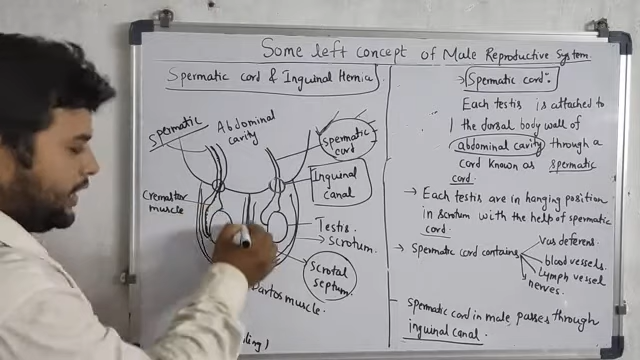 Some left concept of Male Reproductive System.
Spermatic cord & Inguinal Hernia
Spermatic
Abdominal
cavity
Spermatic
cord
Inguinal
canal
Cremaster
muscle
Testis.
Scrotum.
Scrotal
septum.
Dartos muscle.
Spermatic cord:
Each testis is attached to
the dorsal body wall of
abdominal cavity through a
cord known as spermatic
cord.
Each testis are in hanging position
in scrotum with the help of spermatic
cord.
Spermatic cord contains
Vas deferens.
blood vessels.
Lymph vessel
nerves.
Spermatic cord in male passes through
inguinal canal.